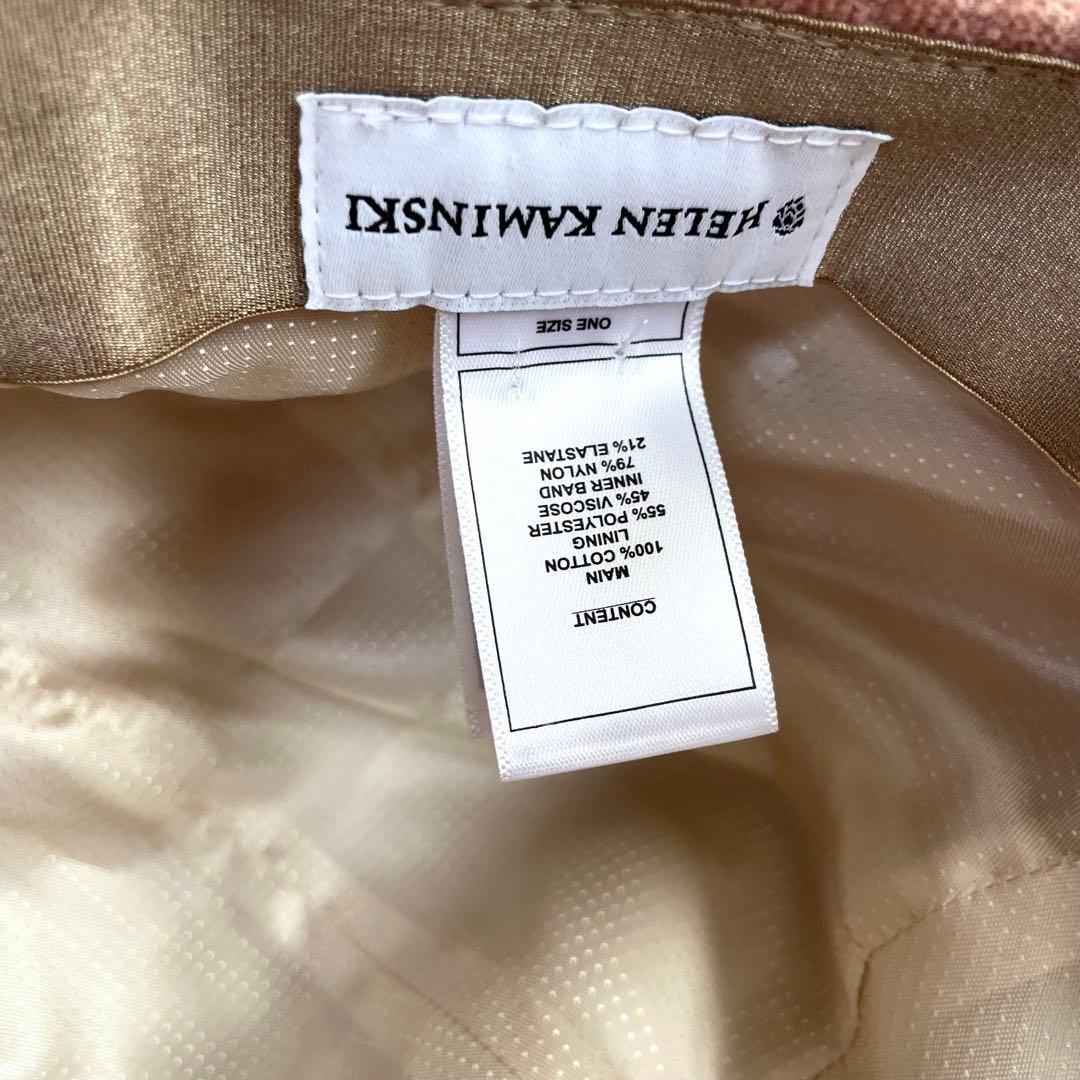 HELEN KAMINSKI
ONE SIZE
CONTENT
MAIN
100% COTTON
LINING
55% POLYESTER
45% VISCOSE
INNER BAND
79% NYLON
21% ELASTANE